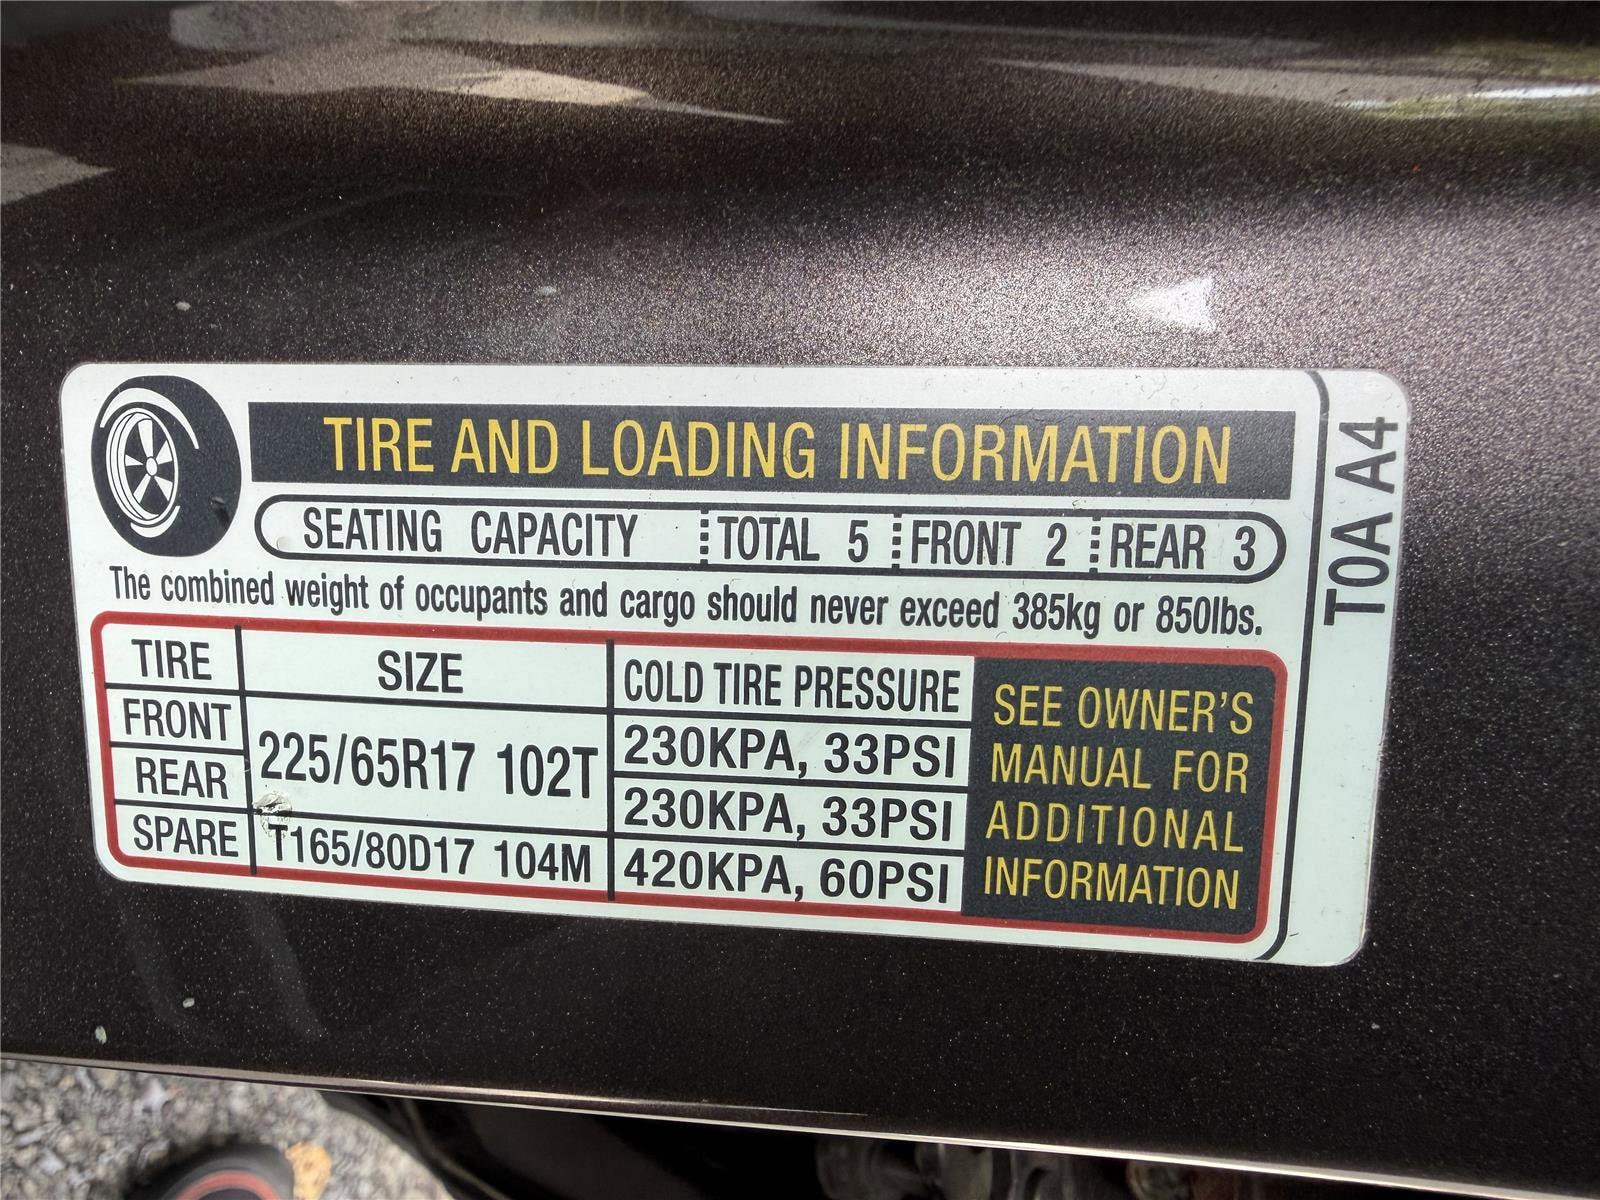 TIRE AND LOADING INFORMATION
SEATING CAPACITY TOTAL 5 FRONT 2 REAR 3
The combined weight of occupants and cargo should never exceed 385kg or 850lbs.
TIRE SIZE COLD TIRE PRESSURE
FRONT 225/65R17 102T 230KPA, 33PSI
REAR 230KPA, 33PSI
SPARE T165/80D17 104M 420KPA, 60PSI
SEE OWNER'S
MANUAL FOR
ADDITIONAL
INFORMATION
T0A A4